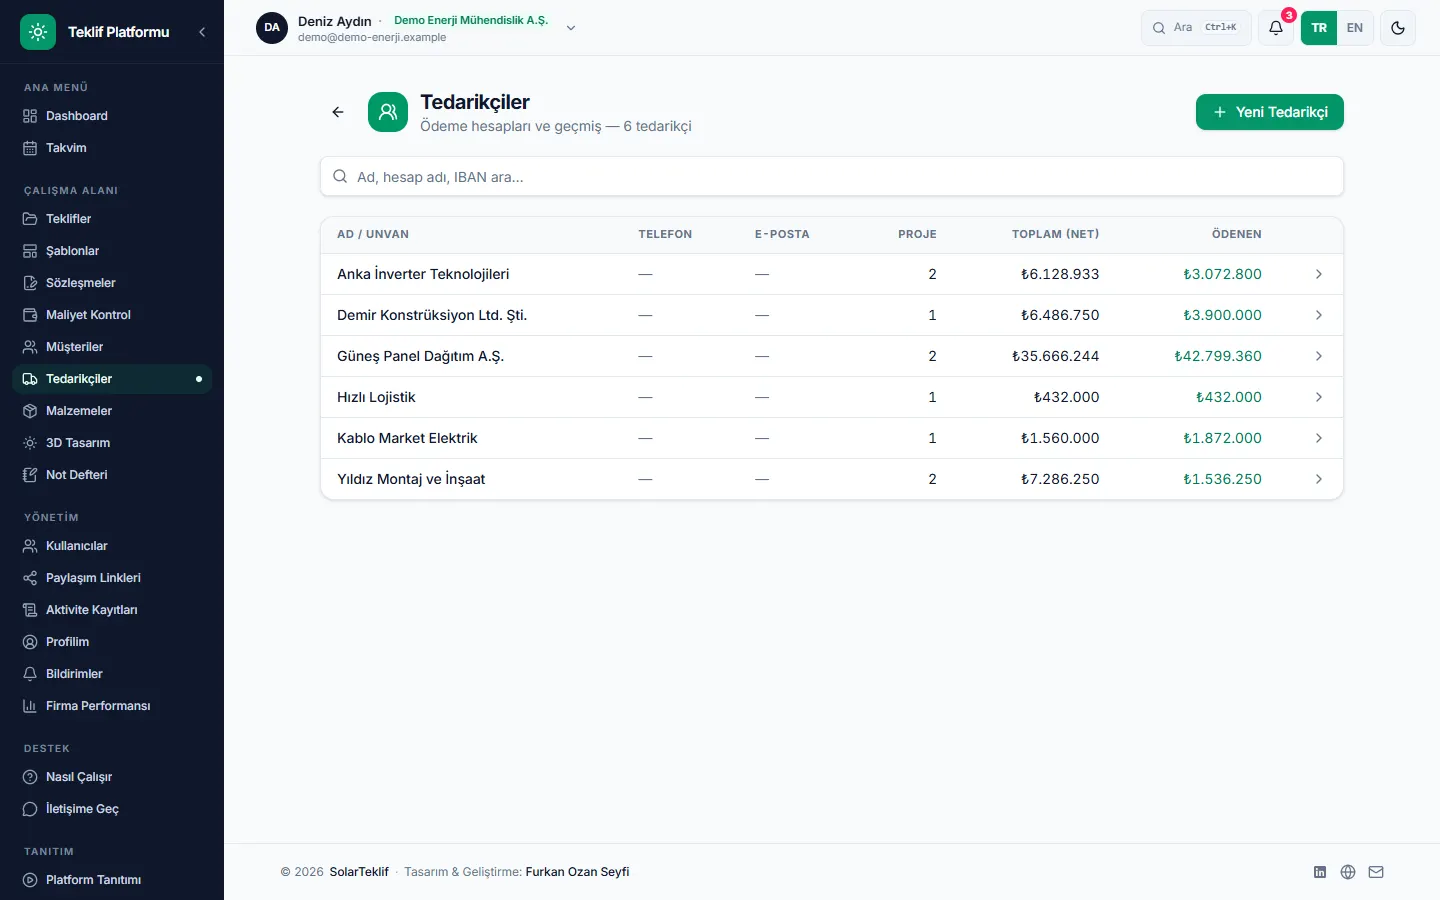 Teklif Platformu
ANA MENÜ
Dashboard
Takvim
ÇALIŞMA ALANI
Teklifler
Şablonlar
Sözleşmeler
Maliyet Kontrol
Müşteriler
Tedarikçiler
Malzemeler
3D Tasarım
Not Defteri
YÖNETİM
Kullanıcılar
Paylaşım Linkleri
Aktivite Kayıtları
Profilim
Bildirimler
Firma Performansı
DESTEK
Nasıl Çalışır
İletişime Geç
TANITIM
Platform Tanıtımı
DA Deniz Aydın · Demo Enerji Mühendislik A.Ş.
demo@demo-enerji.example
Ara Ctrl+K 3 TR EN
Tedarikçiler
Ödeme hesapları ve geçmiş — 6 tedarikçi
+ Yeni Tedarikçi
Ad, hesap adı, IBAN ara...
AD / UNVAN TELEFON E-POSTA PROJE TOPLAM (NET) ÖDENEN
Anka İnverter Teknolojileri — — 2 ₺6.128.933 ₺3.072.800
Demir Konstrüksiyon Ltd. Şti. — — 1 ₺6.486.750 ₺3.900.000
Güneş Panel Dağıtım A.Ş. — — 2 ₺35.666.244 ₺42.799.360
Hızlı Lojistik — — 1 ₺432.000 ₺432.000
Kablo Market Elektrik — — 1 ₺1.560.000 ₺1.872.000
Yıldız Montaj ve İnşaat — — 2 ₺7.286.250 ₺1.536.250
© 2026 SolarTeklif · Tasarım & Geliştirme: Furkan Ozan Seyfi